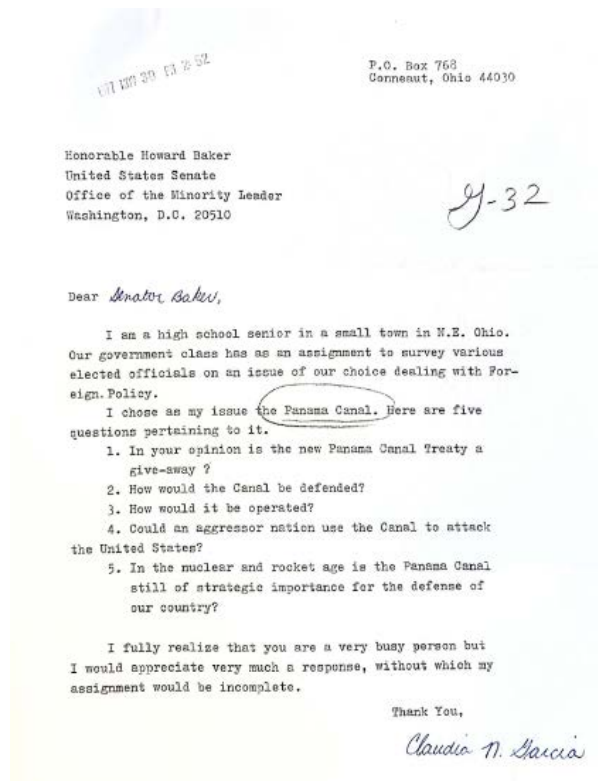 P.O. Box 768
Conneaut, Ohio 44030
Honorable Howard Baker
United States Senate
Office of the Minority Leader
Washington, D.C. 20510
G-32
Dear Senator Baker,
I am a high school senior in a small town in N.E. Ohio.
Our government class has as an assignment to survey various
elected officials on an issue of our choice dealing with For-
eign. Policy.
I chose as my issue the Panama Canal. Here are five
questions pertaining to it.
1. In your opinion is the new Panama Canal Treaty a
give-away ?
2. How would the Canal be defended?
3. How would it be operated?
4. Could an aggressor nation use the Canal to attack
the United States?
5. In the nuclear and rocket age is the Panama Canal
still of strategic importance for the defense of
our country?
I fully realize that you are a very busy person but
I would appreciate very much a response, without which my
assignment would be incomplete.
Thank You,
Claudia N. Garcia